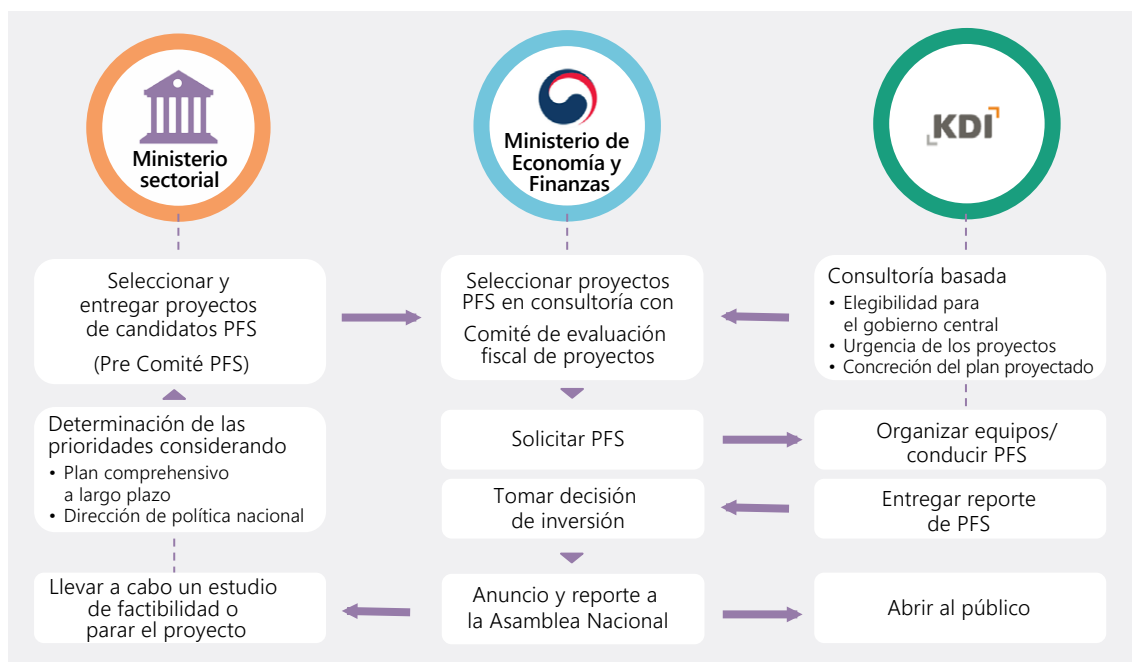 Ministerio
sectorial
Ministerio de
Economía y
Finanzas
KDI
Seleccionar y
entregar proyectos
de candidatos PFS
(Pre Comité PFS)
Seleccionar proyectos
PFS en consultoría con
Comité de evaluación
fiscal de proyectos
Consultoría basada
• Elegibilidad para
el gobierno central
• Urgencia de los proyectos
• Concreción del plan proyectado
Determinación de las
prioridades considerando
• Plan comprehensivo
a largo plazo
• Dirección de política nacional
Solicitar PFS
Organizar equipos/
conducir PFS
Tomar decisión
de inversión
Entregar reporte
de PFS
Llevar a cabo un estudio
de factibilidad o
parar el proyecto
Anuncio y reporte a
la Asamblea Nacional
Abrir al público